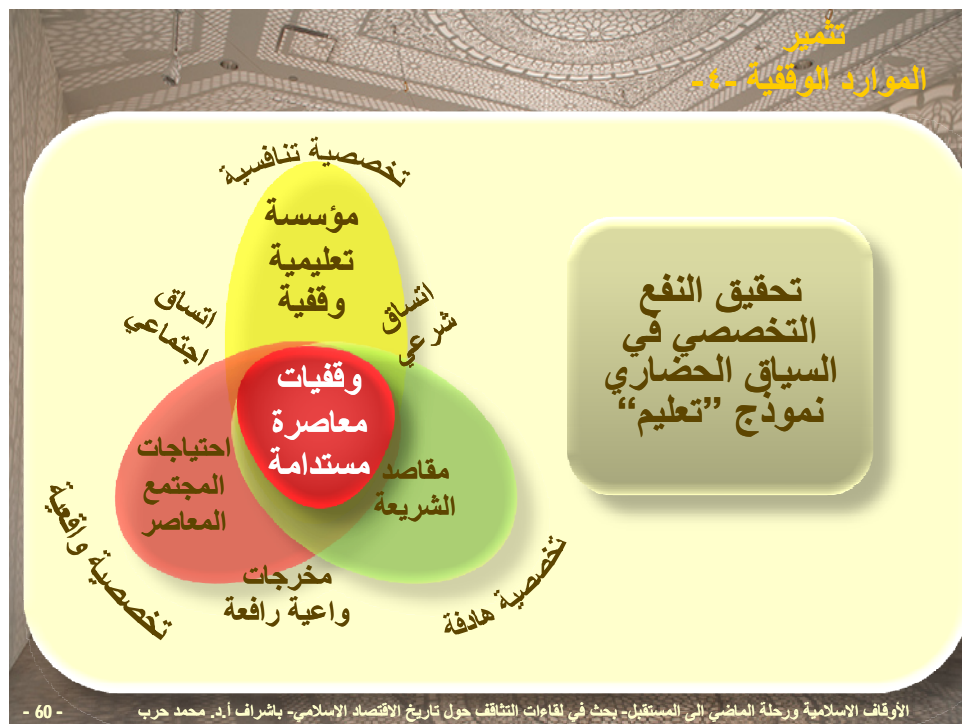 تثمير
الموارد الوقفية -٤-
تخصصية تنافسية
مؤسسة
تعليمية
وقفية
اتساق
اجتماعي
اتساق
شرعي
وقفيات
معاصرة
مستدامة
احتياجات
المجتمع
المعاصر
مقاصد
الشريعة
تخصصية واقعية
مخرجات
واعية رافعة
تخصصية هادفة
تحقيق النفع
التخصصي في
السياق الحضاري
نموذج ”تعليم“
الأوقاف الإسلامية ورحلة الماضي الى المستقبل- بحث في لقاءات التثاقف حول تاريخ الاقتصاد الإسلامي- باشراف أ.د. محمد حرب
- 60 -